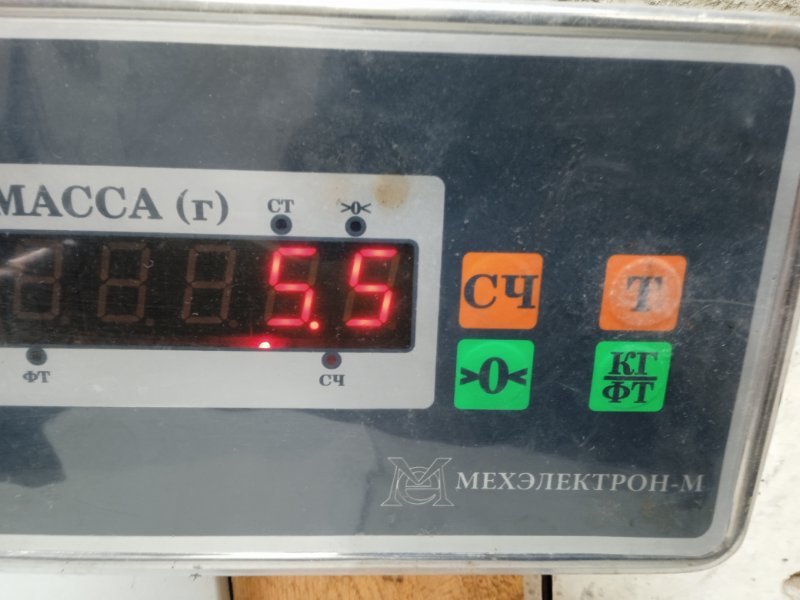 МАССА (г)
СТ >0<
5.5
ФТ СЧ
СЧ Т
>0< КГ
ФТ
МЕХЭЛЕКТРОН-М